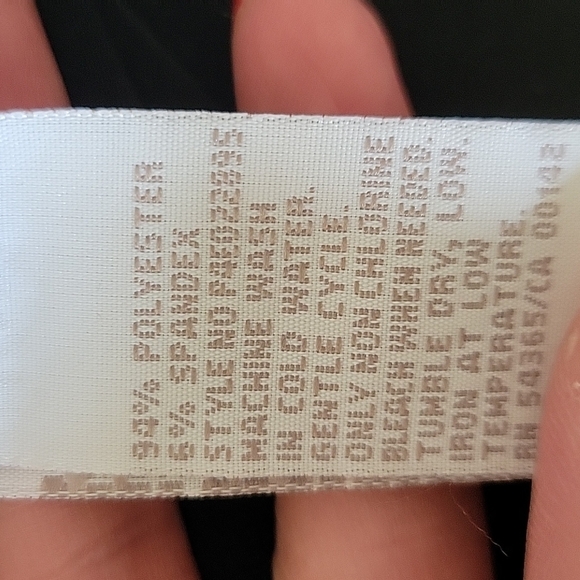 94% POLYESTER
6% SPANDEX
STYLE NO
MACHINE WASH
IN COLD WATER.
GENTLE CYCLE.
ONLY NON CHLORINE
BLEACH WHEN NEEDED.
TUMBLE DRY, LOW.
IRON AT LOW
TEMPERATURE.
RN 54365/CA 00142